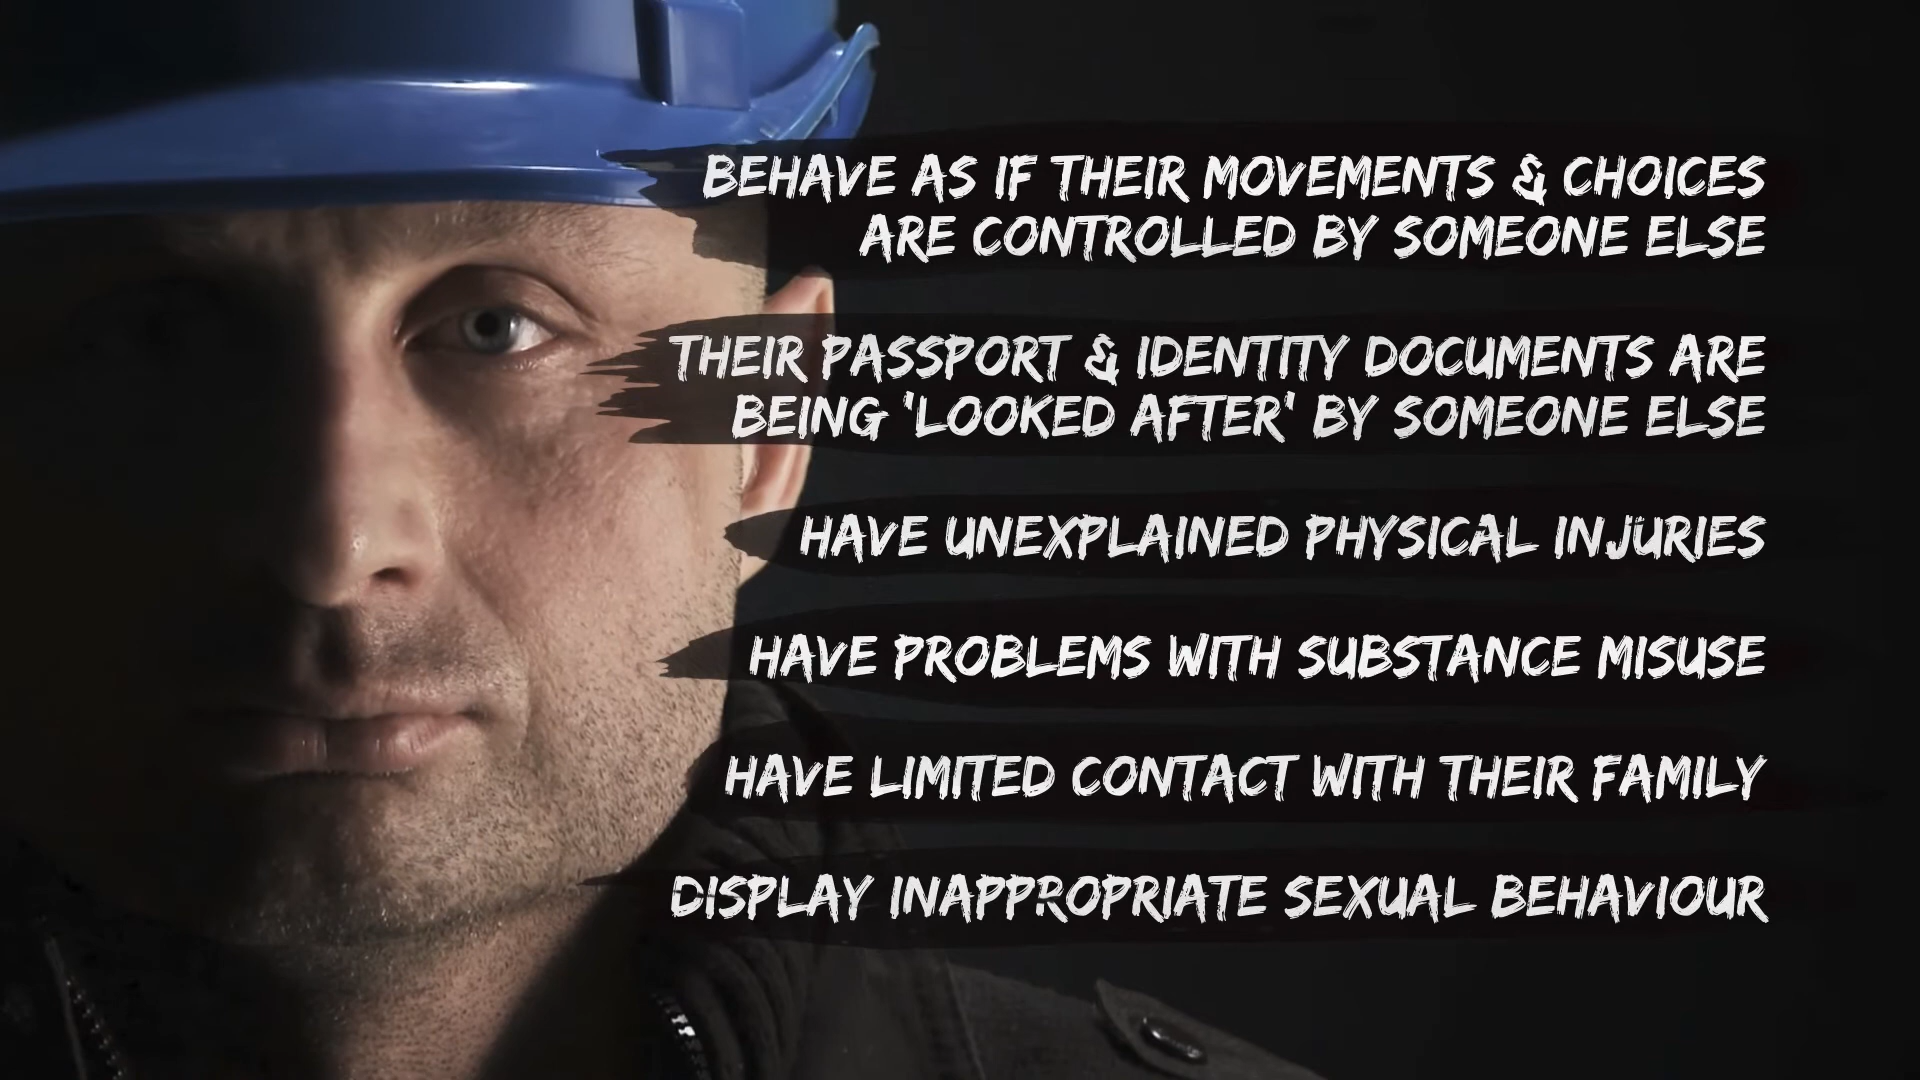 BEHAVE AS IF THEIR MOVEMENTS & CHOICES
ARE CONTROLLED BY SOMEONE ELSE
THEIR PASSPORT & IDENTITY DOCUMENTS ARE
BEING 'LOOKED AFTER' BY SOMEONE ELSE
HAVE UNEXPLAINED PHYSICAL INJURIES
HAVE PROBLEMS WITH SUBSTANCE MISUSE
HAVE LIMITED CONTACT WITH THEIR FAMILY
DISPLAY INAPPROPRIATE SEXUAL BEHAVIOUR